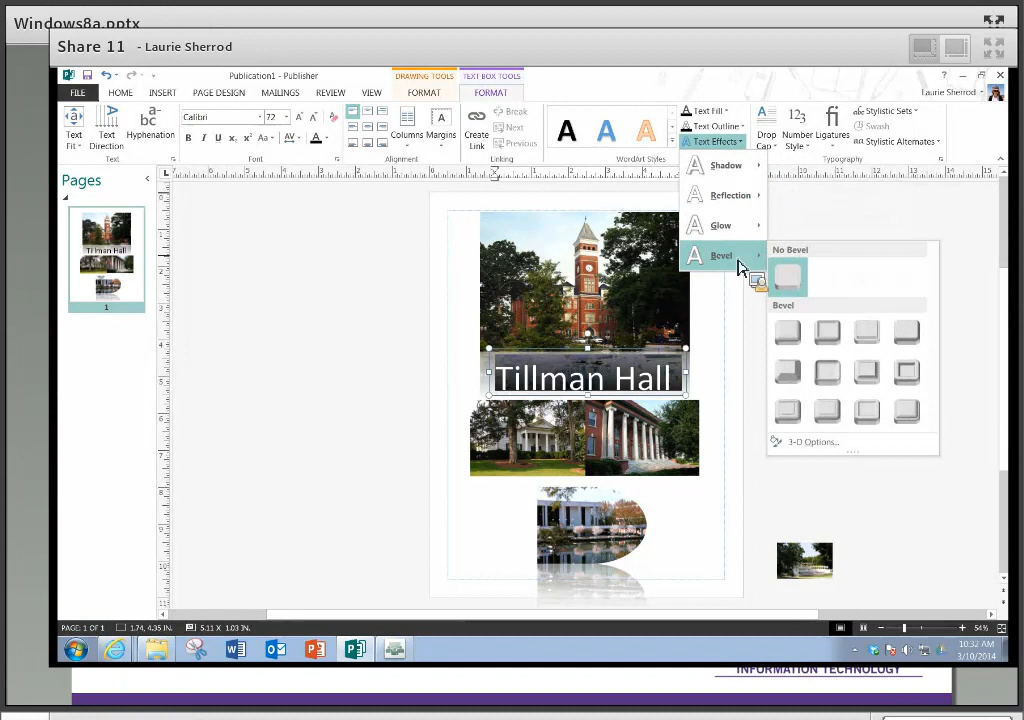 Windows8a.pptx
Share 11 - Laurie Sherrod
Publication1 - Publisher
DRAWING TOOLS
TEXT BOX TOOLS
FILE HOME INSERT PAGE DESIGN MAILINGS REVIEW VIEW FORMAT FORMAT
Laurie Sherrod
Text Fit
Text Direction
Hyphenation
Text
Calibri 72
B I U
Aa
AV
A
Font
Columns
Margins
Alignment
Create Link
Break
Next
Previous
Linking
A A A
WordArt Styles
Text Fill
Text Outline
Text Effects
Drop Cap
Number Style
Ligatures
Stylistic Sets
Swash
Stylistic Alternates
Typography
Pages
1
Shadow
Reflection
Glow
Bevel
No Bevel
Bevel
3-D Options...
Tillman Hall
PAGE: 1 OF 1 1.74, 4.35 IN. 5.11 X 1.03 IN. 54%
10:32 AM
3/10/2014
INFORMATION TECHNOLOGY